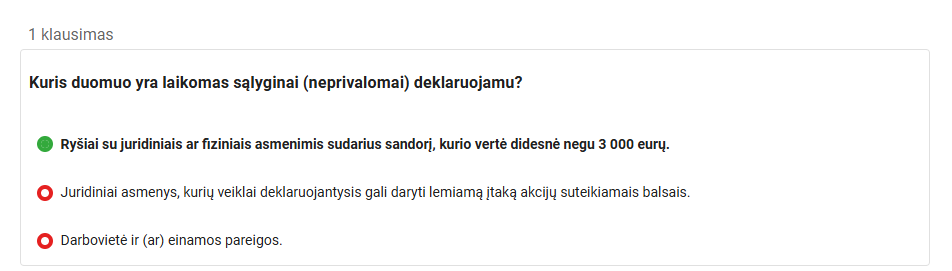 1 klausimas
Kuris duomuo yra laikomas sąlyginai (neprivalomai) deklaruojamu?
Ryšiai su juridiniais ar fiziniais asmenimis sudarius sandorį, kurio vertė didesnė negu 3 000 eurų.
Juridiniai asmenys, kurių veiklai deklaruojantysis gali daryti lemiamą įtaką akcijų suteikiamais balsais.
Darbovietė ir (ar) einamos pareigos.